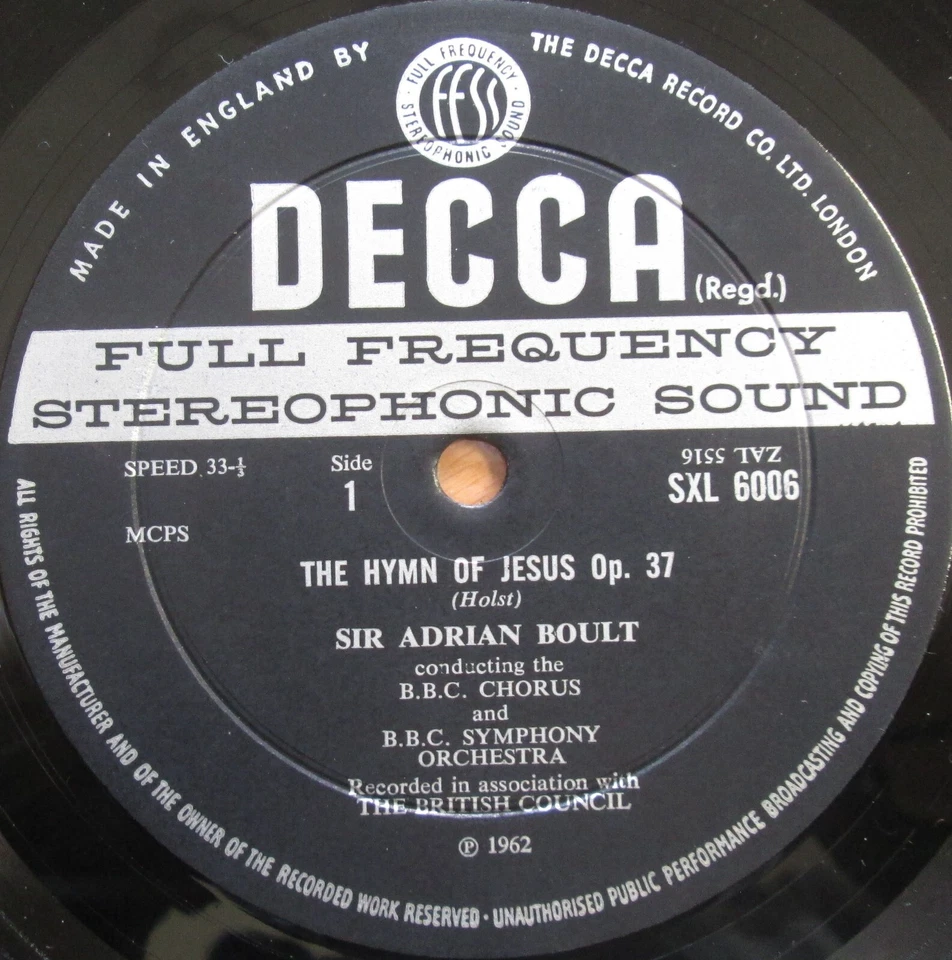 MADE IN ENGLAND BY
THE DECCA RECORD CO. LTD. LONDON
FULL FREQUENCY
FFSS
STEREOPHONIC SOUND
DECCA (Regd.)
FULL FREQUENCY
STEREOPHONIC SOUND
SPEED 33-⅓
Side
1
ZAL 5516
SXL 6006
MCPS
THE HYMN OF JESUS Op. 37
(Holst)
SIR ADRIAN BOULT
conducting the
B.B.C. CHORUS
and
B.B.C. SYMPHONY
ORCHESTRA
Recorded in association with
THE BRITISH COUNCIL
℗ 1962
ALL RIGHTS OF THE MANUFACTURER AND OF THE OWNER OF THE RECORDED WORK RESERVED · UNAUTHORISED PUBLIC PERFORMANCE BROADCASTING AND COPYING OF THIS RECORD PROHIBITED